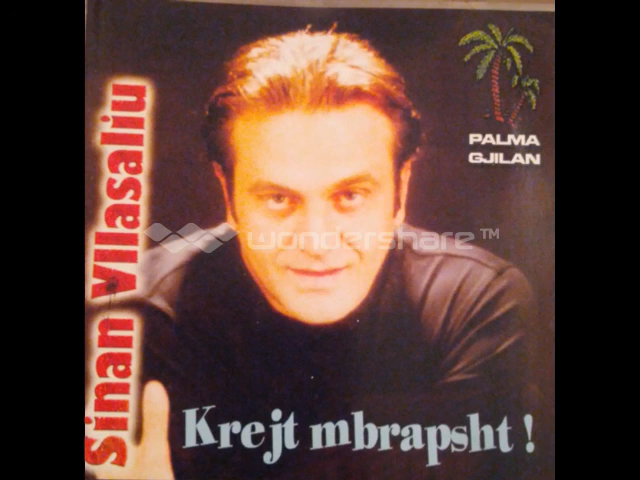 Sinan Vllasaliu
PALMA
GJILAN
wondershare™
Krejt mbrapsht !